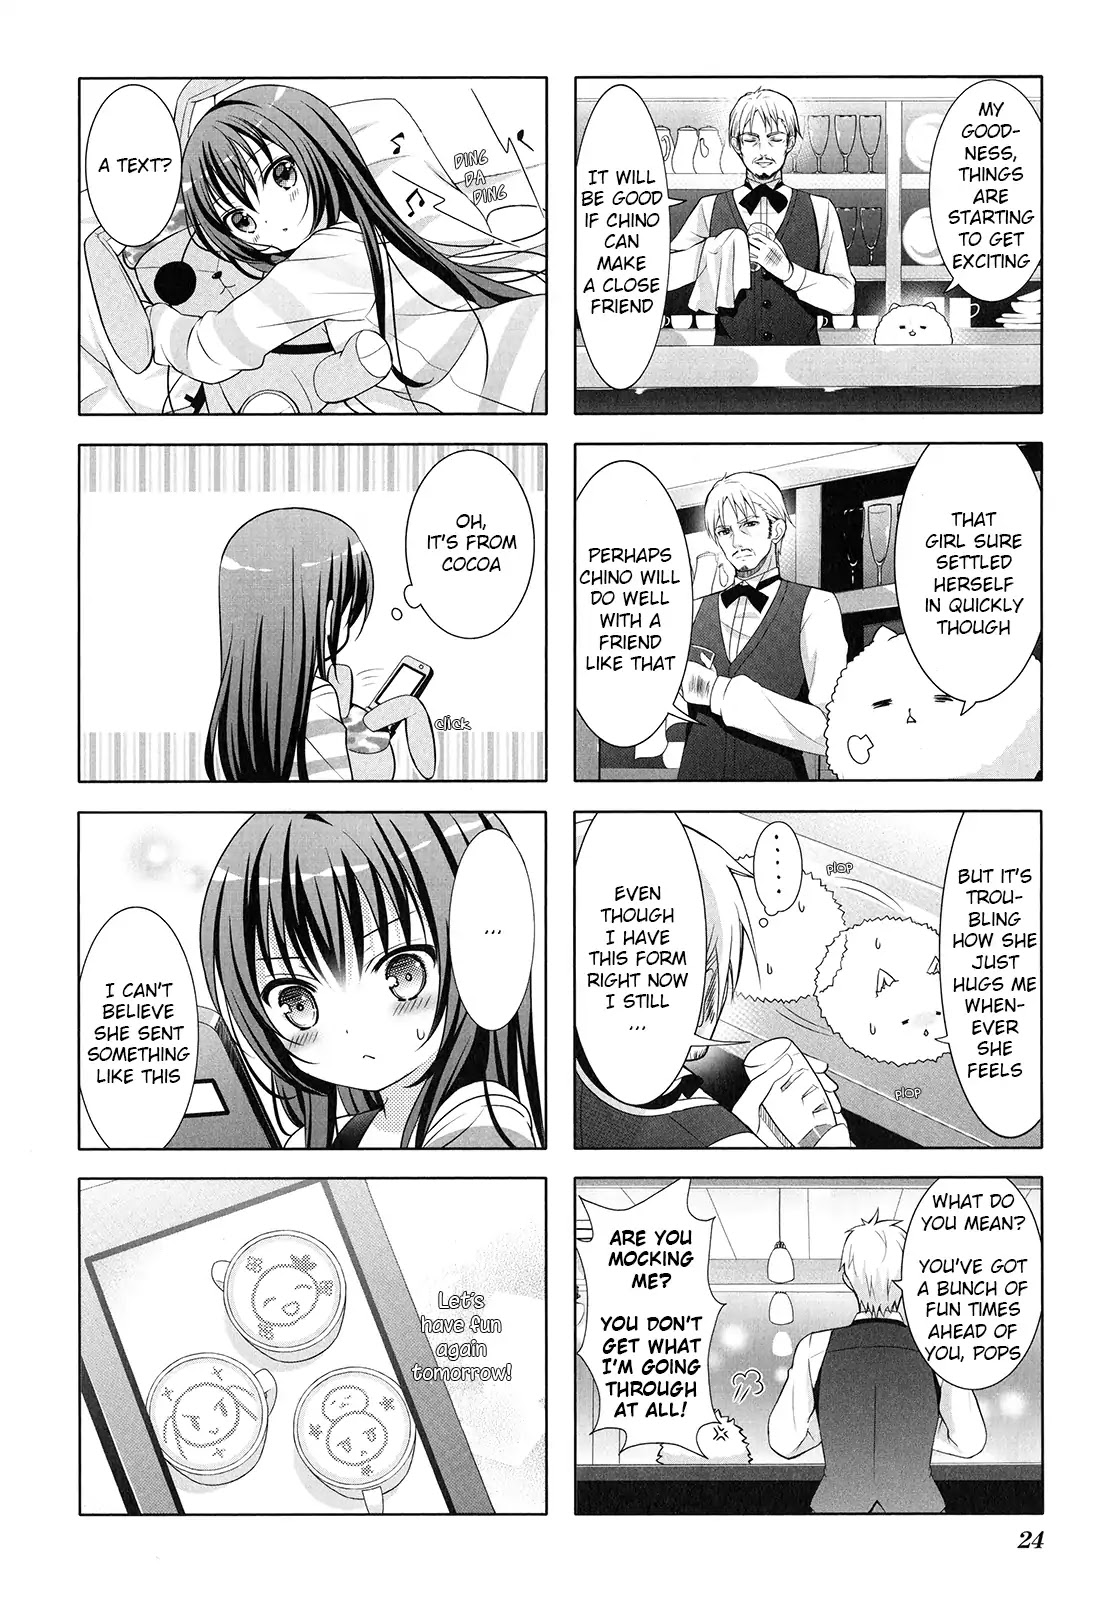 MY
GOOD-
NESS,
THINGS
ARE
STARTING
TO GET
EXCITING
IT WILL
BE GOOD
IF CHINO
CAN
MAKE
A CLOSE
FRIEND
THAT
GIRL SURE
SETTLED
HERSELF
IN QUICKLY
THOUGH
PERHAPS
CHINO WILL
DO WELL
WITH A
FRIEND
LIKE THAT
BUT IT'S
TROU-
BLING
HOW SHE
JUST
HUGS ME
WHEN-
EVER SHE
FEELS
plop
plop
.....
EVEN
THOUGH
I HAVE
THIS FORM
RIGHT NOW
I STILL
...
WHAT DO
YOU MEAN?
YOU'VE GOT
A BUNCH OF
FUN TIMES
AHEAD OF
YOU, POPS
ARE YOU
MOCKING
ME?
YOU DON'T
GET WHAT
I'M GOING
THROUGH
AT ALL!
DING
DA
DING
A TEXT?
OH,
IT'S FROM
COCOA
click
...
I CAN'T
BELIEVE
SHE SENT
SOMETHING
LIKE THIS
Let's
have fun
again
tomorrow!
24